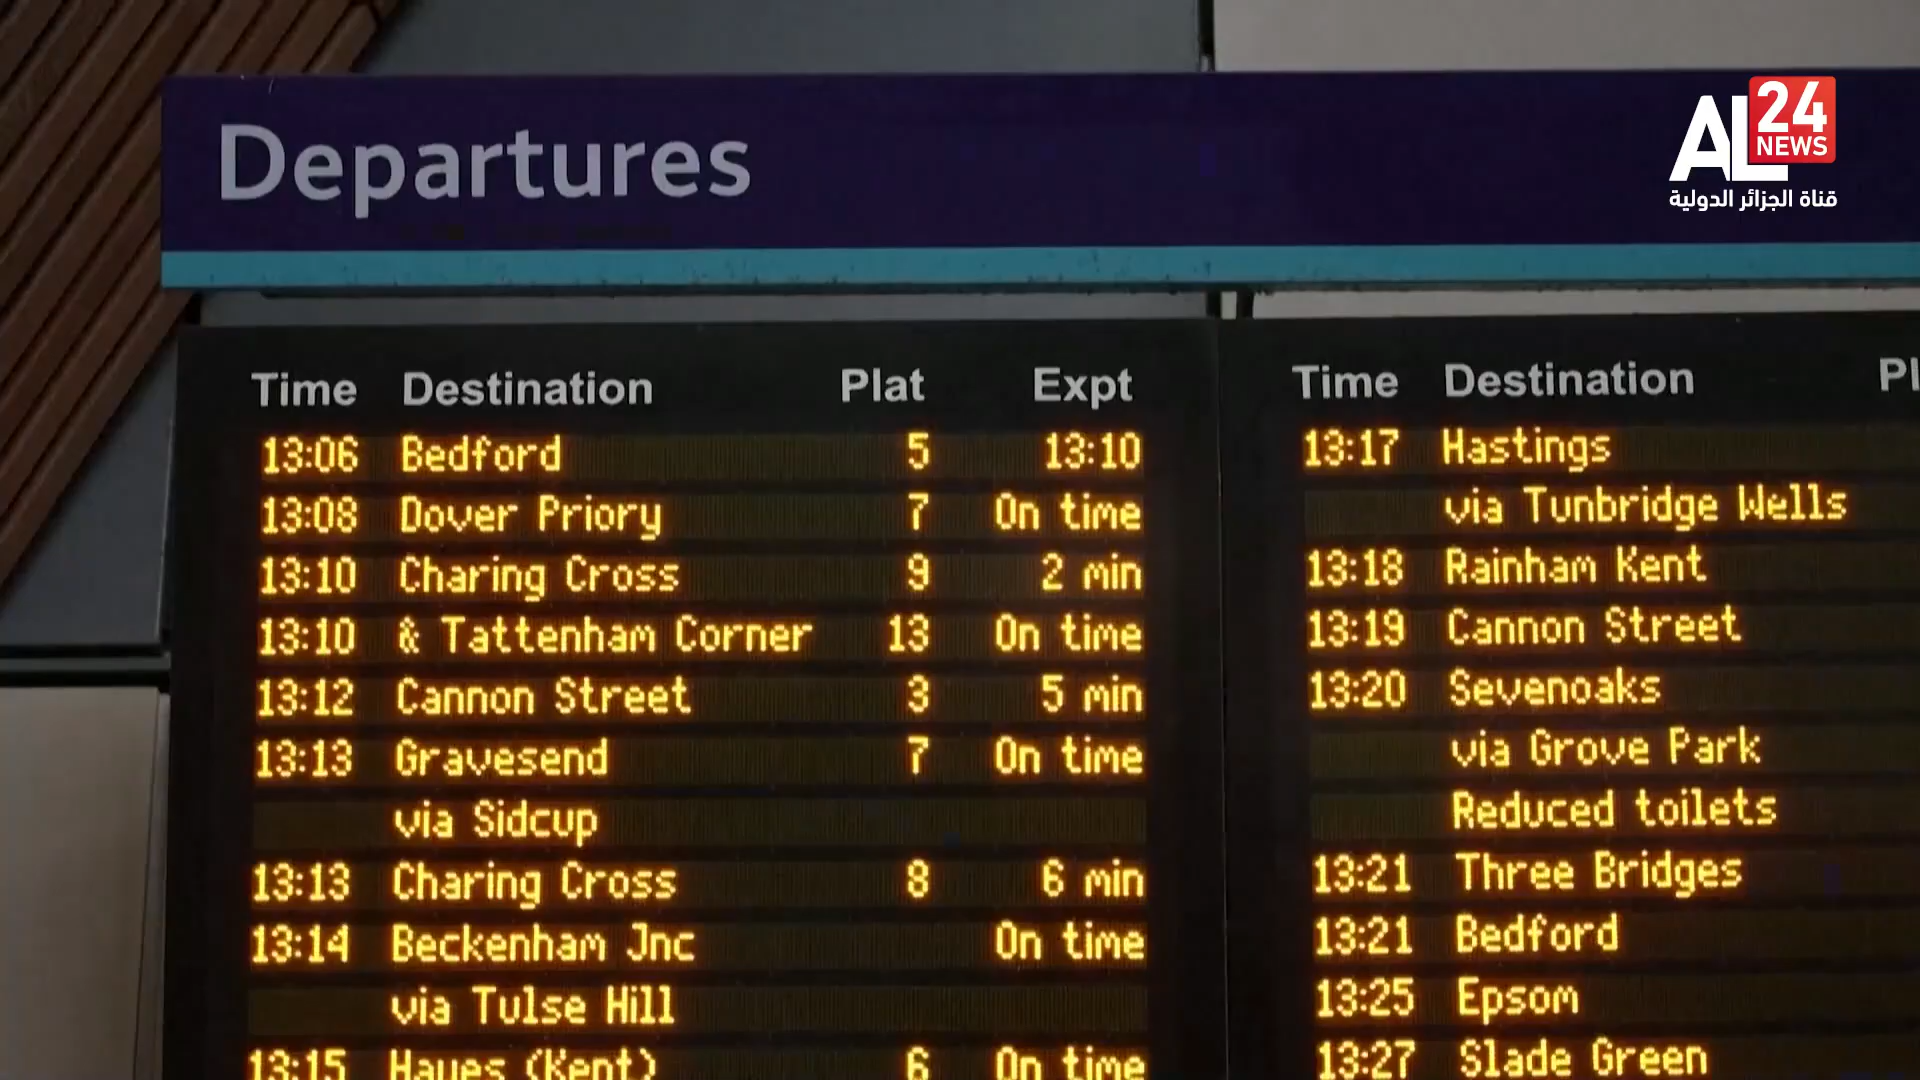 Departures
AL 24 NEWS
قناة الجزائر الدولية
Time Destination Plat Expt
13:06 Bedford 5 13:10
13:08 Dover Priory 7 On time
13:10 Charing Cross 9 2 min
13:10 & Tattenham Corner 13 On time
13:12 Cannon Street 3 5 min
13:13 Gravesend 7 On time
via Sidcup
13:13 Charing Cross 8 6 min
13:14 Beckenham Jnc On time
via Tulse Hill
13:15 Hayes (Kent) 6 On time
Time Destination Pl
13:17 Hastings
via Tunbridge Wells
13:18 Rainham Kent
13:19 Cannon Street
13:20 Sevenoaks
via Grove Park
Reduced toilets
13:21 Three Bridges
13:21 Bedford
13:25 Epsom
13:27 Slade Green